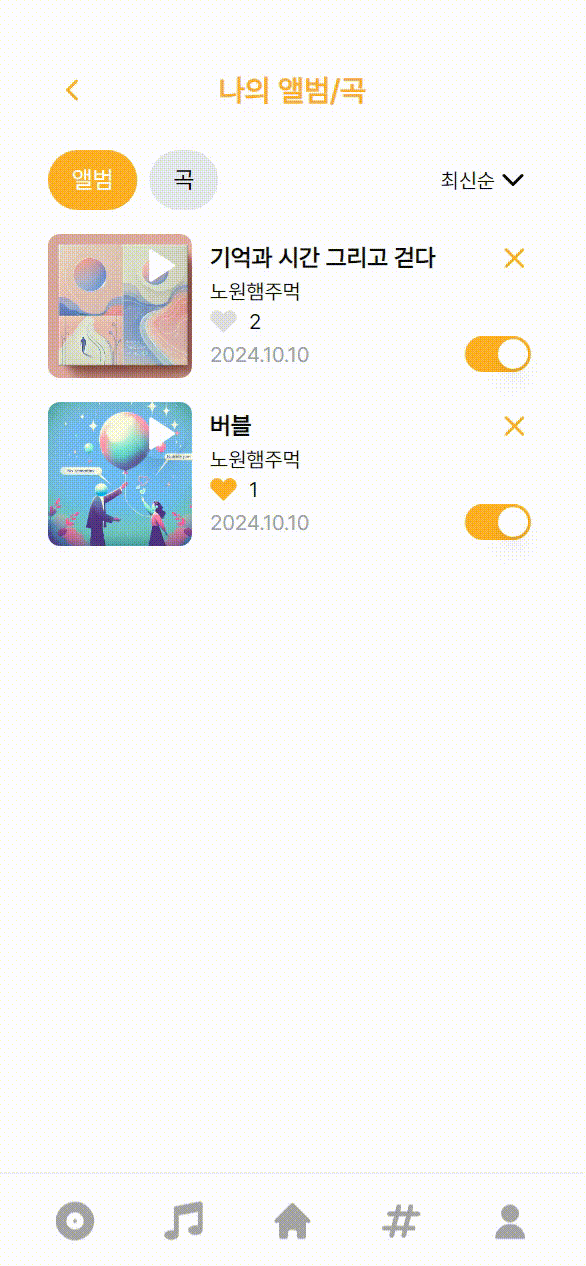 나의 앨범/곡
앨범
곡
최신순
기억과 시간 그리고 걷다
노원햄주먹
2
2024.10.10
버블
노원햄주먹
1
2024.10.10